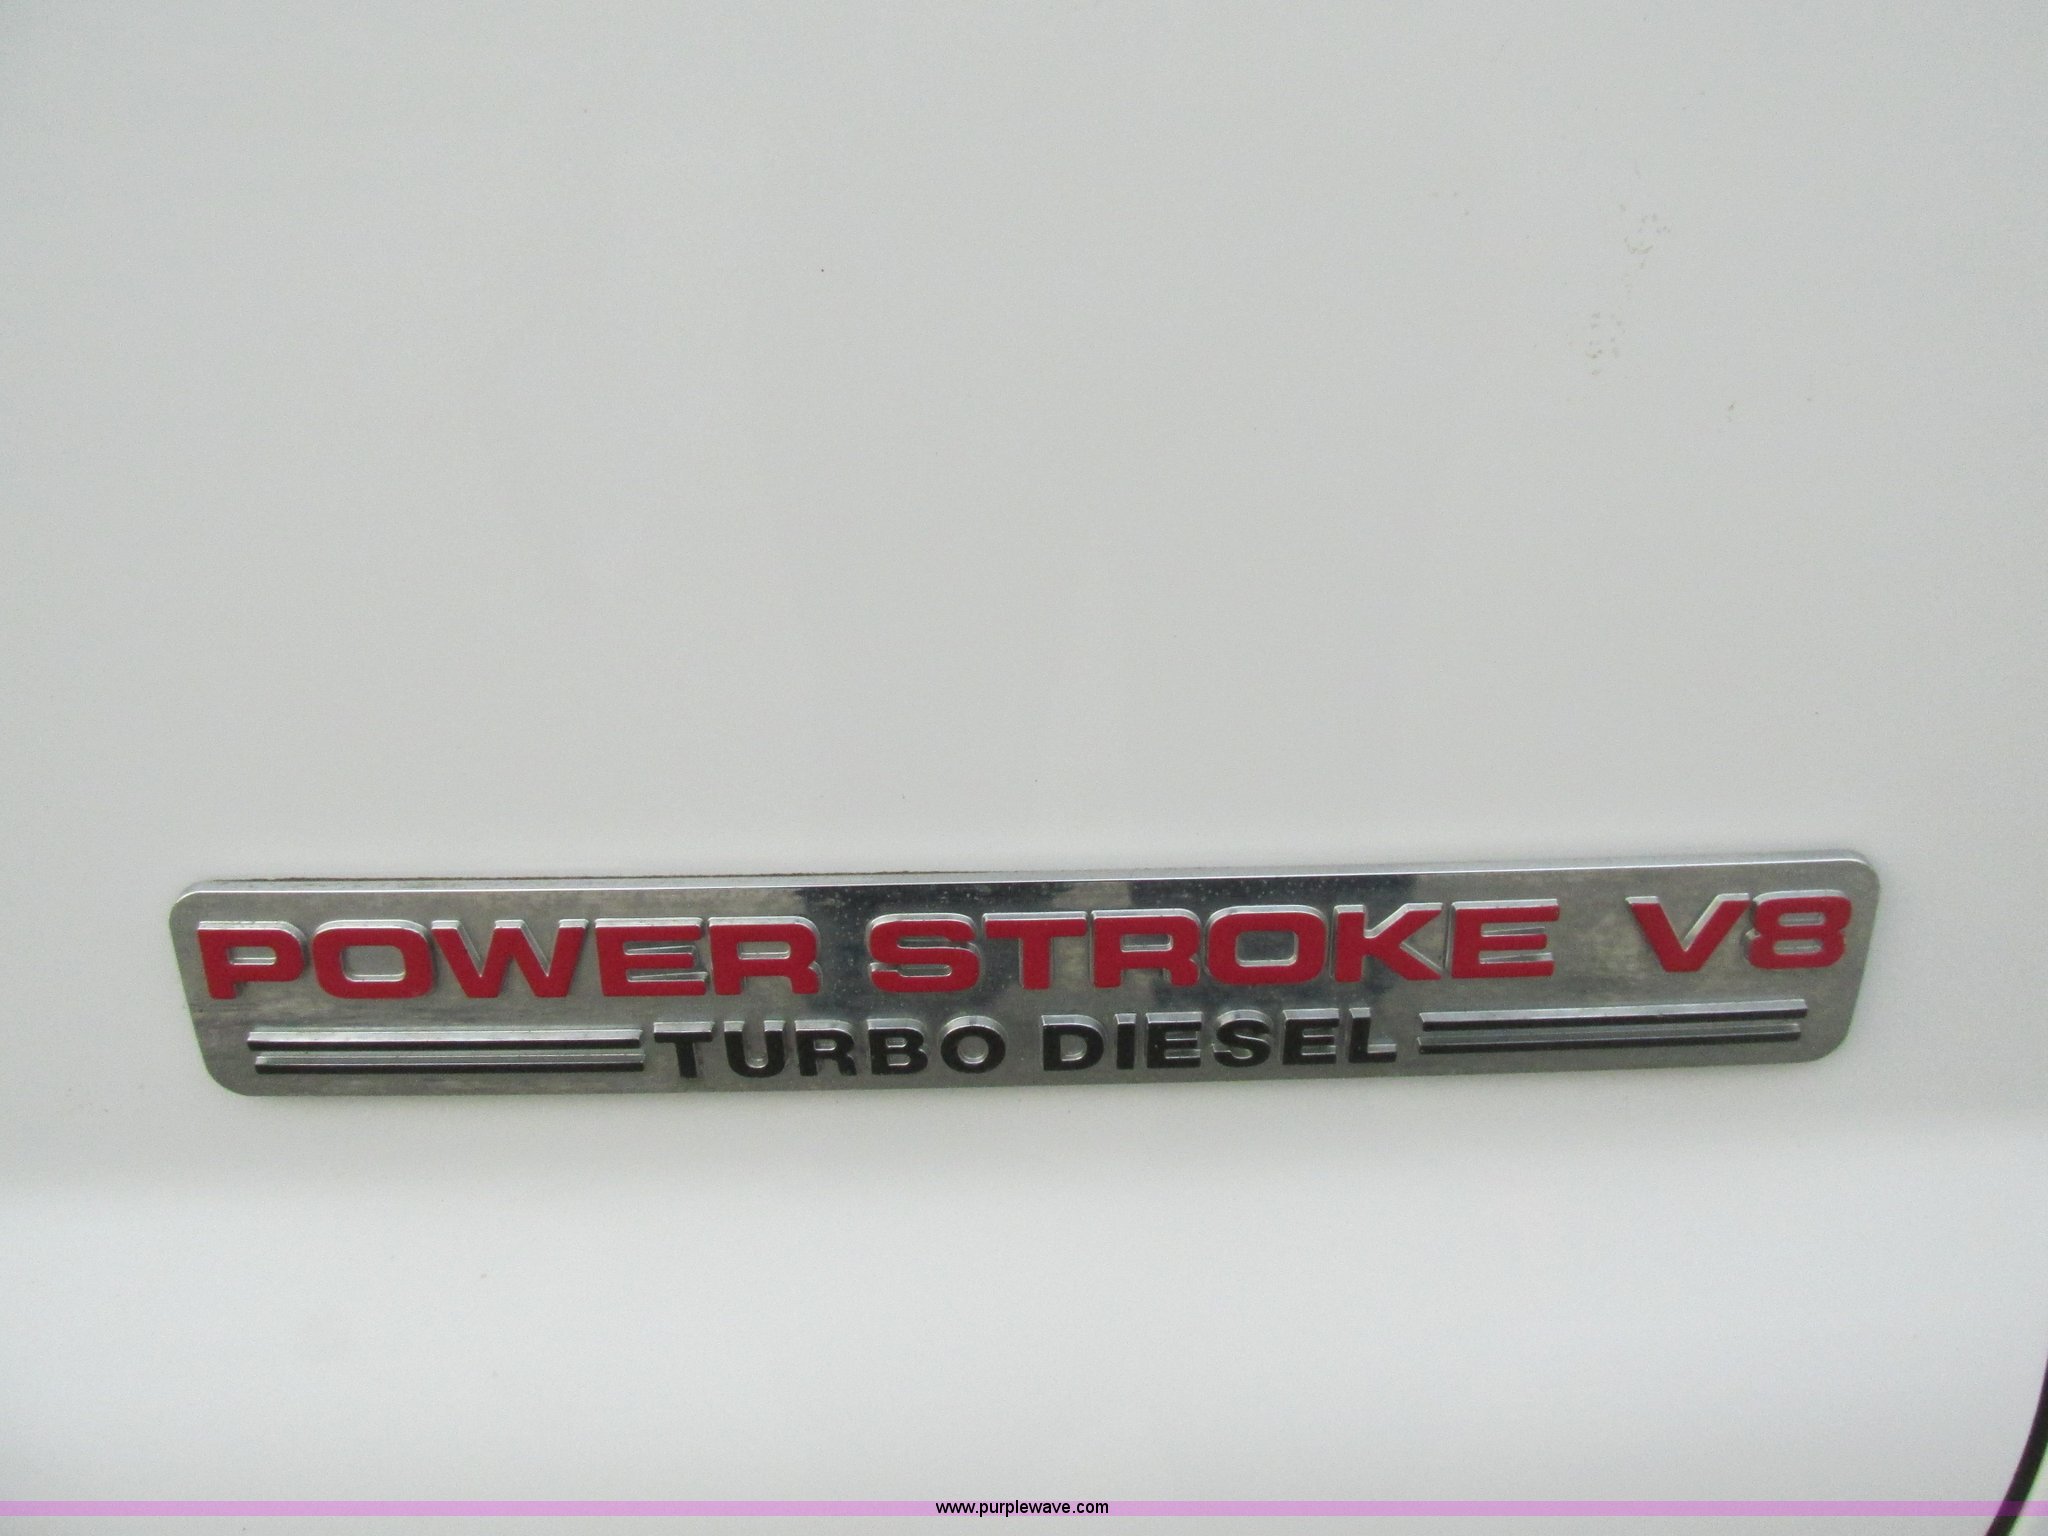 POWER STROKE V8
TURBO DIESEL
www.purplewave.com